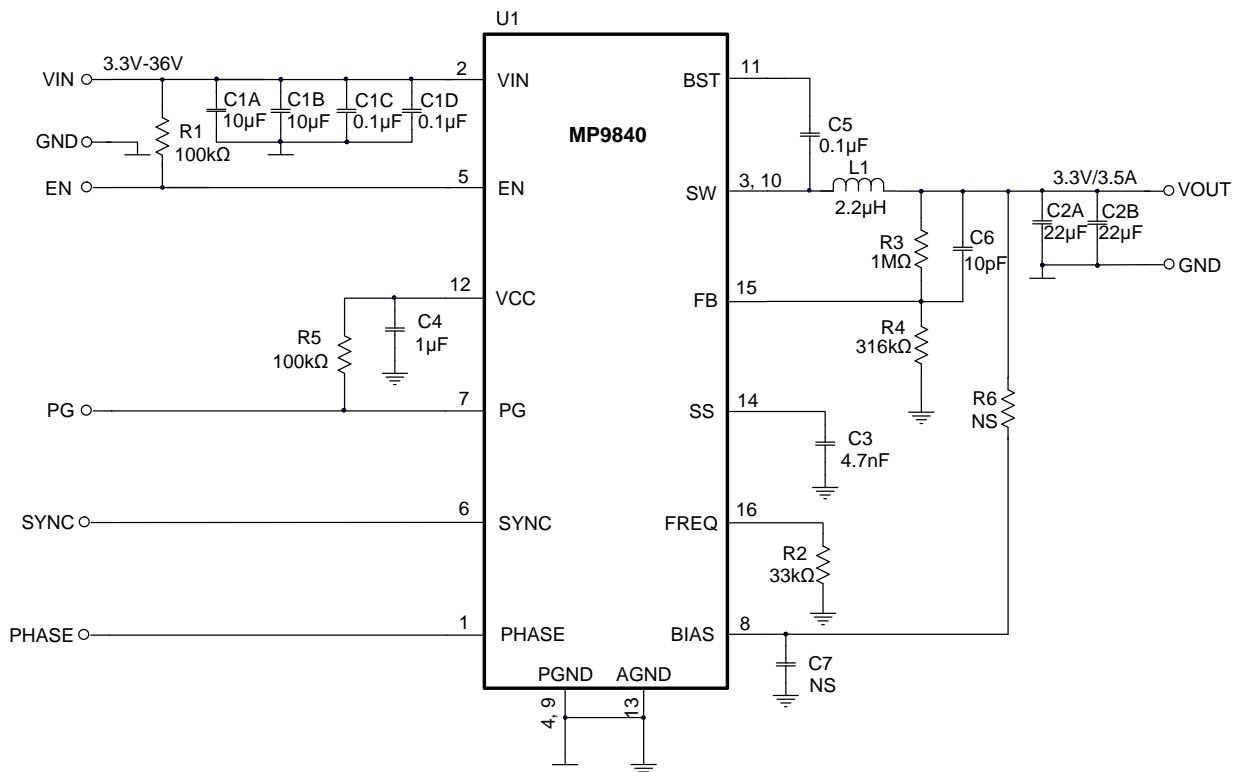 U1
MP9840
VIN
3.3V-36V
2
VIN
C1A
10µF
C1B
10µF
C1C
0.1µF
C1D
0.1µF
GND
R1
100kΩ
EN
5
EN
12
VCC
R5
100kΩ
C4
1µF
PG
7
PG
SYNC
6
SYNC
PHASE
1
PHASE
PGND
AGND
4, 9
13
BST
11
C5
0.1µF
SW
3, 10
L1
2.2µH
3.3V/3.5A
VOUT
C2A
22µF
C2B
22µF
GND
R3
1MΩ
C6
10pF
FB
15
R4
316kΩ
SS
14
C3
4.7nF
R6
NS
FREQ
16
R2
33kΩ
BIAS
8
C7
NS